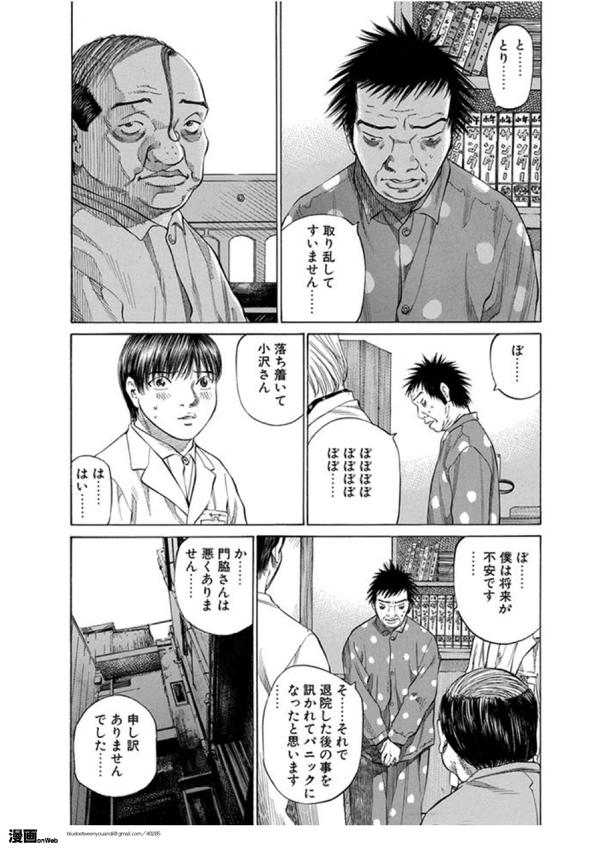 と……
とり……
取り乱して
すいません……
ぼ……
ぼぼぼぼ
ぼぼぼぼ
ぼぼ……
落ち着いて
小沢さん
は……
はい……
ぼ……
僕は将来が
不安です
そ……それで
退院した後の事を
訊かれてパニックに
なったと思います
か……
門脇さんは
悪くありま
せん……
申し訳
ありません
でした……
漫画onWeb